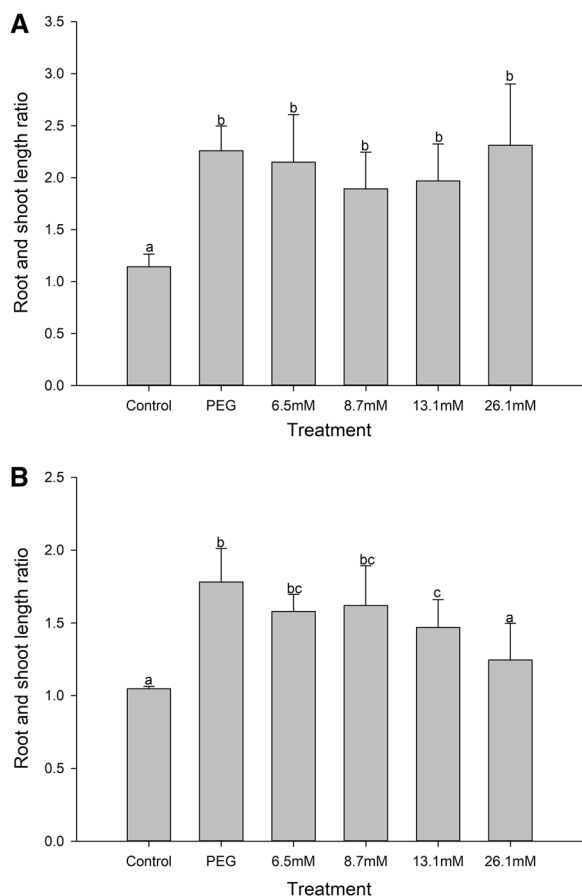 A
Root and shoot length ratio
3.5
3.0
2.5
2.0
1.5
1.0
0.5
0.0
a
b
b
b
b
b
Control PEG 6.5mM 8.7mM 13.1mM 26.1mM
Treatment
B
Root and shoot length ratio
2.5
2.0
1.5
1.0
0.5
0.0
a
b
bc
bc
c
a
Control PEG 6.5mM 8.7mM 13.1mM 26.1mM
Treatment